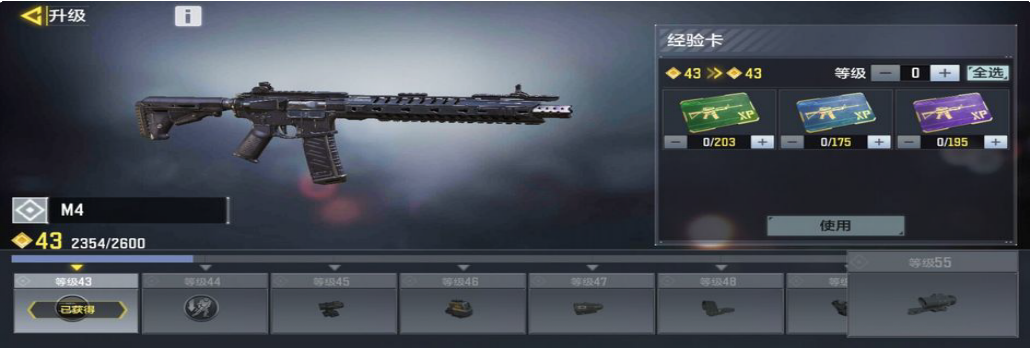 升级
i
经验卡
43 >> 43
等级 − 0 + 全选
XP XP XP
− 0/203 + − 0/175 + − 0/195 +
使用
M4
43 2354/2600
等级43 等级44 等级45 等级46 等级47 等级48 等级55
已获得